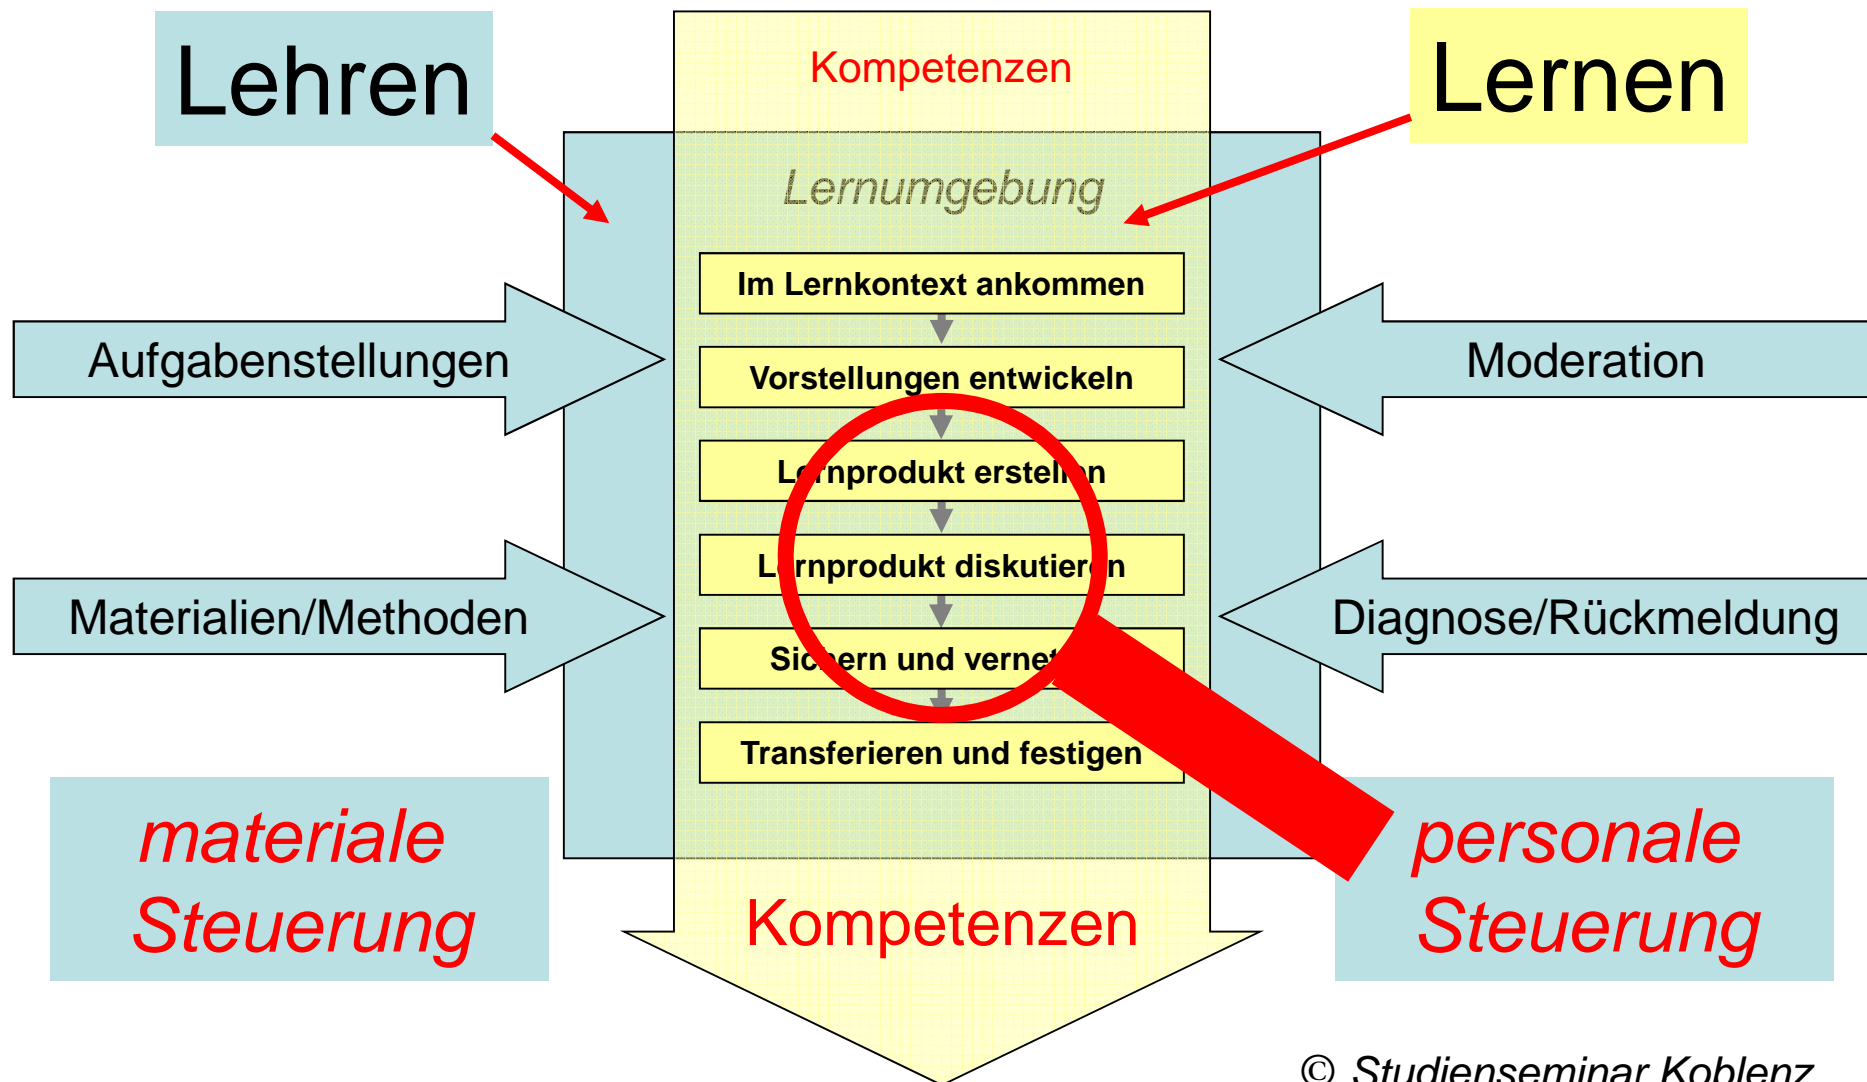 Lehren
Kompetenzen
Lernen
Lernumgebung
Im Lernkontext ankommen
Aufgabenstellungen
Vorstellungen entwickeln
Moderation
Lernprodukt erstellen
Lernprodukt diskutieren
Materialien/Methoden
Sichern und vernetzen
Diagnose/Rückmeldung
Transferieren und festigen
materiale
Steuerung
Kompetenzen
personale
Steuerung
© Studienseminar Koblenz